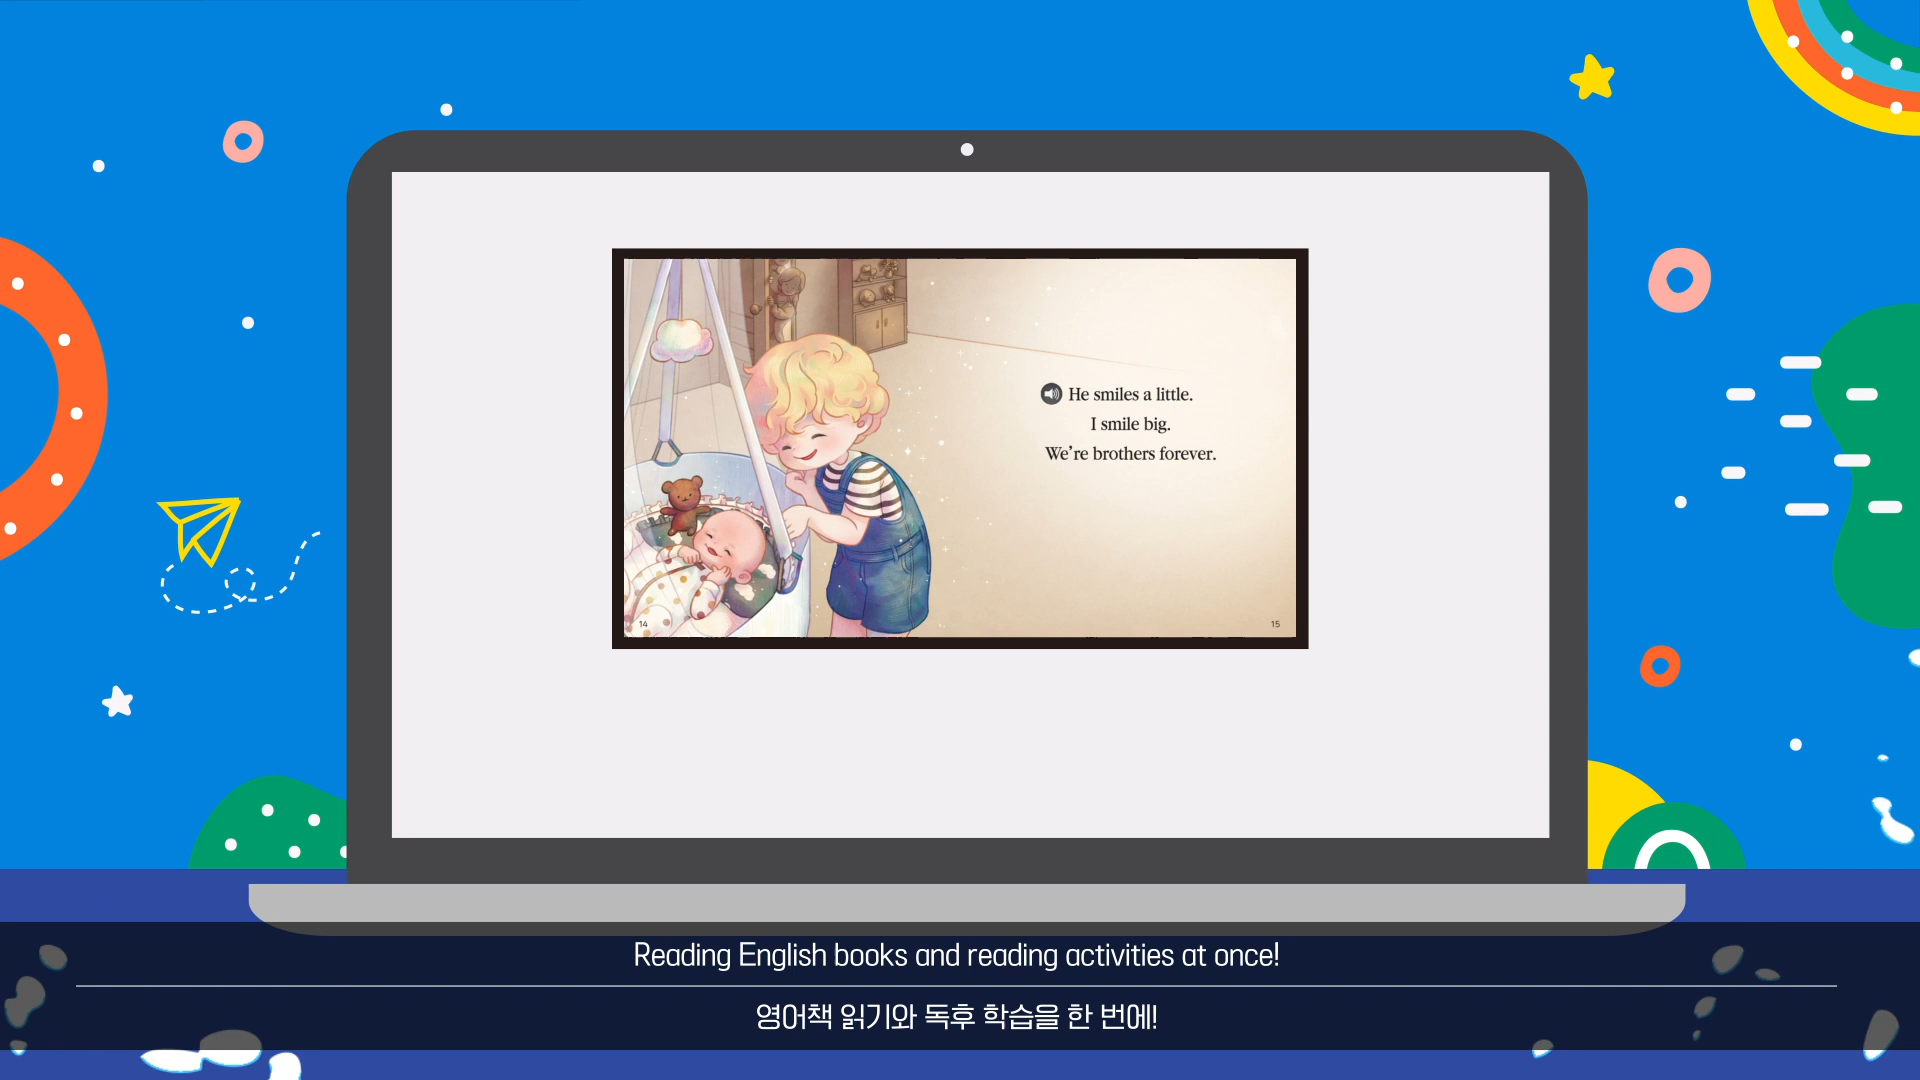 He smiles a little.
I smile big.
We're brothers forever.
14
15
Reading English books and reading activities at once!
영어책 읽기와 독후 학습을 한 번에!